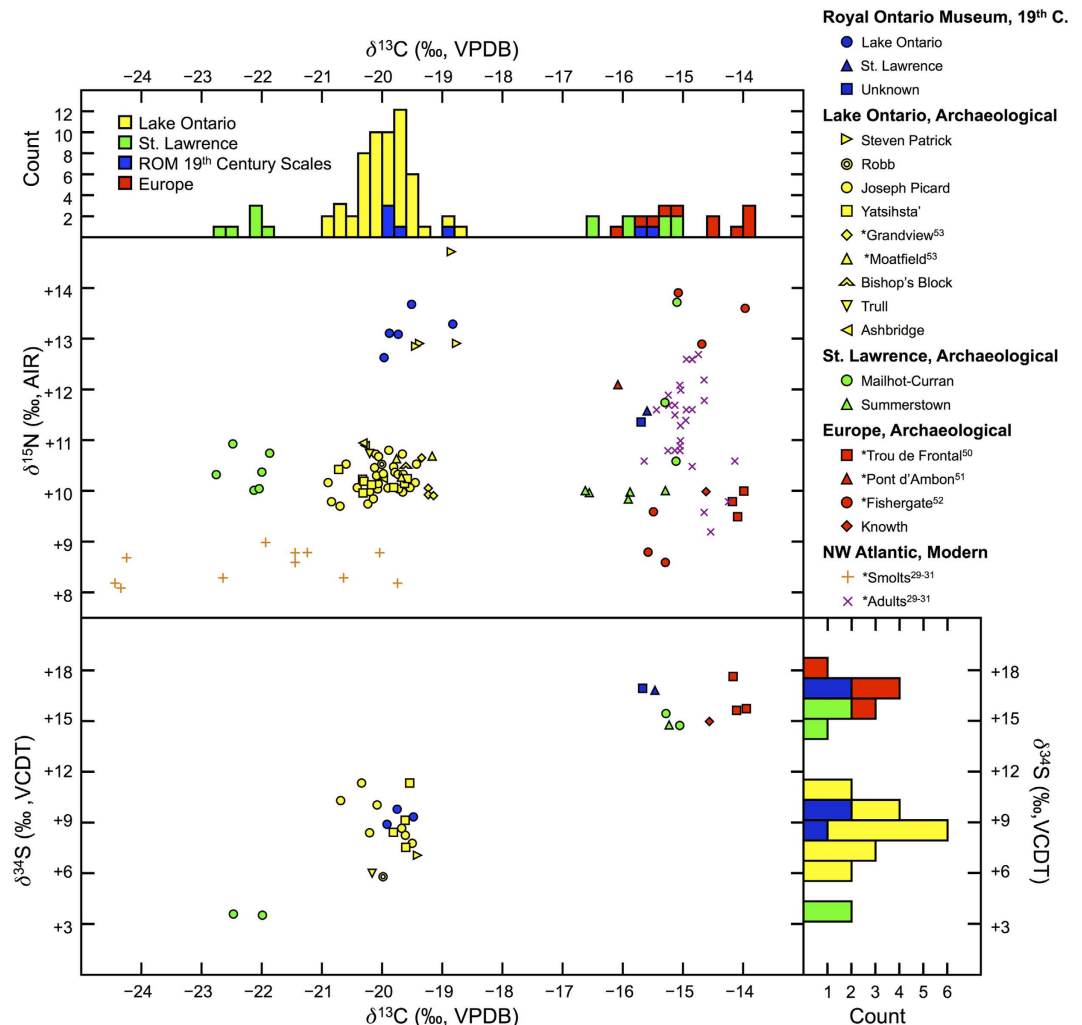 δ¹³C (‰, VPDB)
−24 −23 −22 −21 −20 −19 −18 −17 −16 −15 −14
Count
12
10
8
6
4
2
Lake Ontario
St. Lawrence
ROM 19th Century Scales
Europe
δ¹⁵N (‰, AIR)
+14
+13
+12
+11
+10
+9
+8
δ³⁴S (‰ ,VCDT)
+18
+15
+12
+9
+6
+3
−24 −23 −22 −21 −20 −19 −18 −17 −16 −15 −14
δ¹³C (‰, VPDB)
Royal Ontario Museum, 19th C.
Lake Ontario
St. Lawrence
Unknown
Lake Ontario, Archaeological
Steven Patrick
Robb
Joseph Picard
Yatsihsta’
*Grandview⁵³
*Moatfield⁵³
Bishop's Block
Trull
Ashbridge
St. Lawrence, Archaeological
Mailhot-Curran
Summerstown
Europe, Archaeological
*Trou de Frontal⁵⁰
*Pont d’Ambon⁵¹
*Fishergate⁵²
Knowth
NW Atlantic, Modern
*Smolts²⁹⁻³¹
*Adults²⁹⁻³¹
+18
+15
+12
+9
+6
+3
δ³⁴S (‰,VCDT)
1 2 3 4 5 6
Count